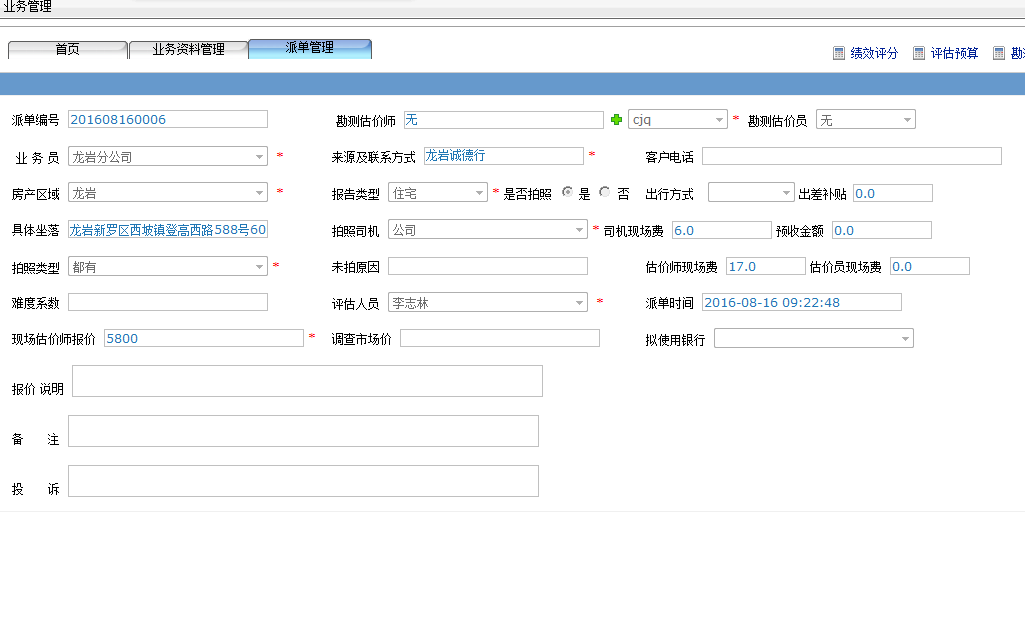 业务管理
首页 业务资料管理 派单管理
绩效评分 评估预算 勘
派单编号 201608160006 勘测估价师 无 cjq * 勘测估价员 无
业 务 员 龙岩分公司 * 来源及联系方式 龙岩诚德行 * 客户电话
房产区域 龙岩 * 报告类型 住宅 * 是否拍照 是 否 出行方式 出差补贴 0.0
具体坐落 龙岩新罗区西坡镇登高西路588号60 拍照司机 公司 * 司机现场费 6.0 预收金额 0.0
拍照类型 都有 * 未拍原因 估价师现场费 17.0 估价员现场费 0.0
难度系数 评估人员 李志林 * 派单时间 2016-08-16 09:22:48
现场估价师报价 5800 * 调查市场价 拟使用银行
报价 说明
备 注
投 诉